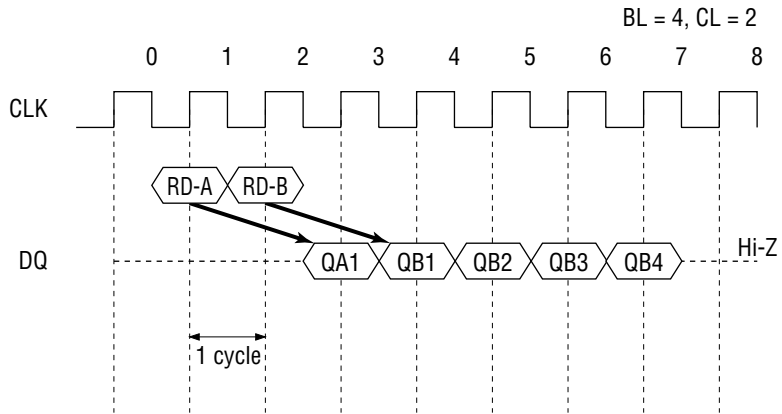 BL = 4, CL = 2
0 1 2 3 4 5 6 7 8
CLK
RD-A RD-B
DQ QA1 QB1 QB2 QB3 QB4 Hi-Z
1 cycle